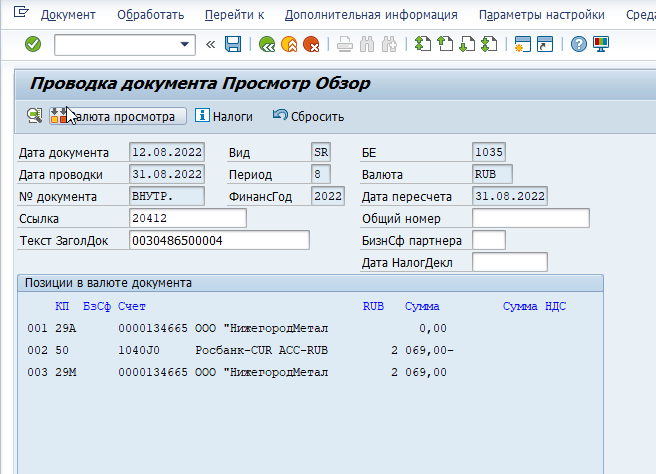 Документ Обработать Перейти к Дополнительная информация Параметры настройки Сред
Проводка документа Просмотр Обзор
алюта просмотра Налоги Сбросить
Дата документа 12.08.2022 Вид SR БЕ 1035
Дата проводки 31.08.2022 Период 8 Валюта RUB
№ документа ВНУТР. ФинансГод 2022 Дата пересчета 31.08.2022
Ссылка 20412 Общий номер
Текст ЗаголДок 0030486500004 БизнСф партнера
Дата НалогДекл
Позиции в валюте документа
КП БзСф Счет RUB Сумма Сумма НДС
001 29A 0000134665 ООО "НижегородМетал 0,00
002 50 1040J0 Росбанк-CUR ACC-RUB 2 069,00-
003 29M 0000134665 ООО "НижегородМетал 2 069,00